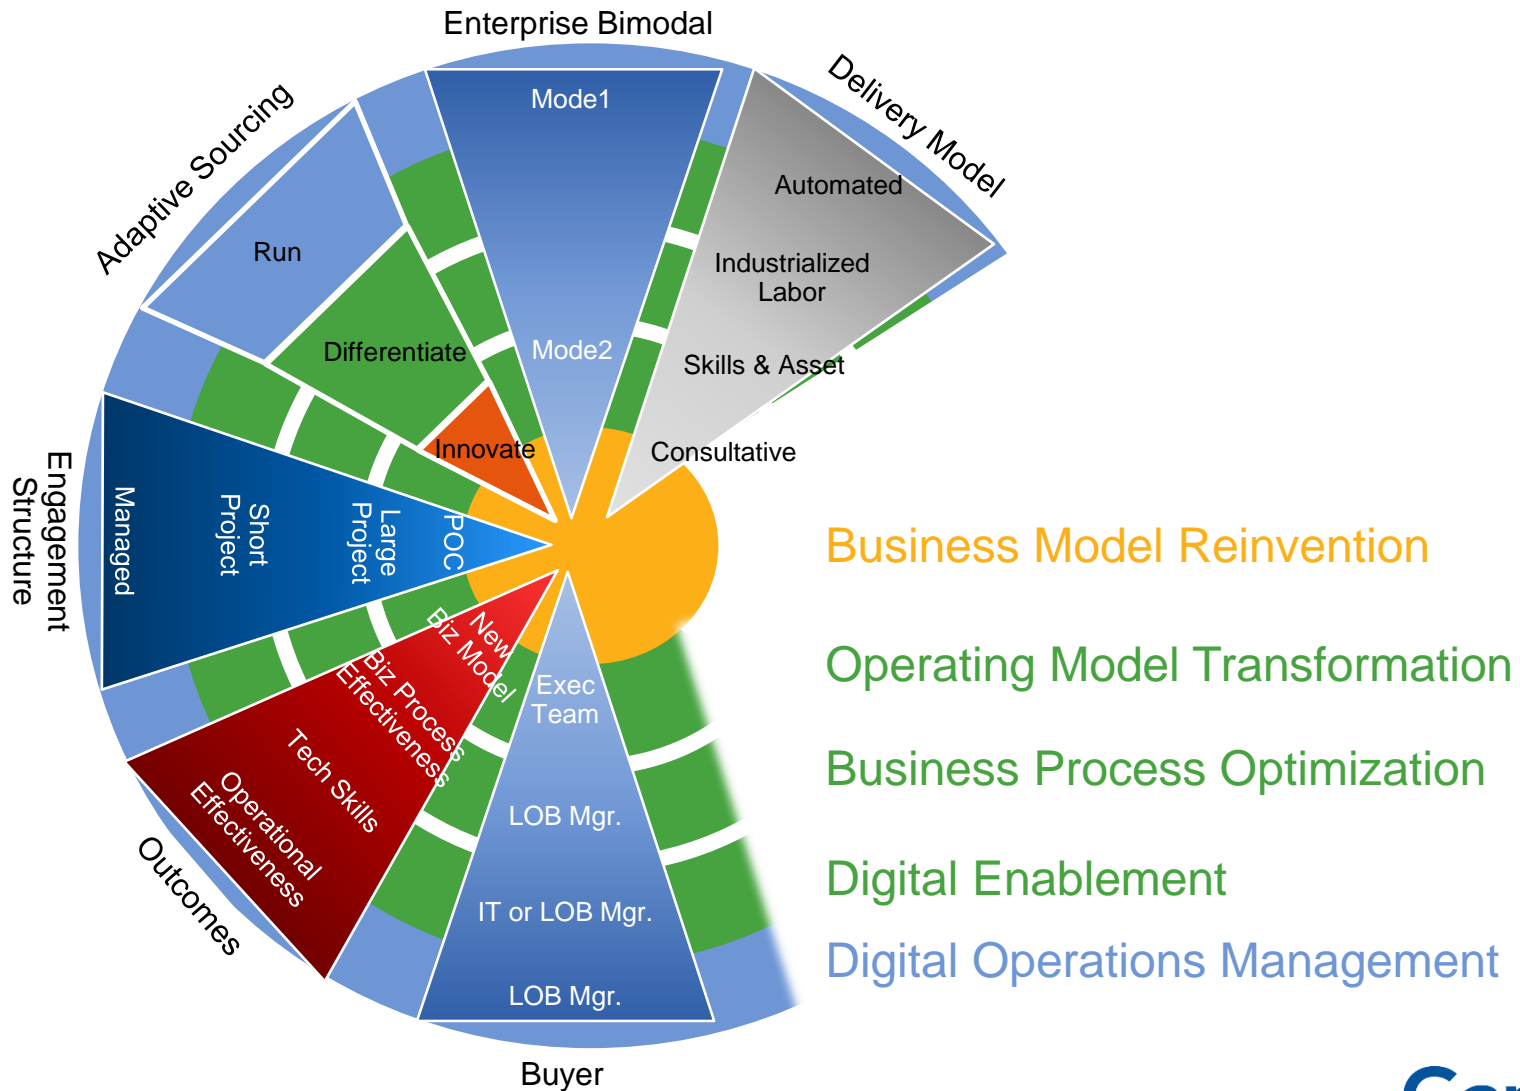 Enterprise Bimodal
Mode1
Mode2
Delivery Model
Automated
Industrialized
Labor
Skills & Asset
Consultative
Adaptive Sourcing
Run
Differentiate
Innovate
Engagement
Structure
Managed
Short
Project
Large
Project
POC
Outcomes
New
Biz Model
Biz Process
Effectiveness
Tech Skills
Operational
Effectiveness
Exec
Team
LOB Mgr.
IT or LOB Mgr.
LOB Mgr.
Buyer
Business Model Reinvention
Operating Model Transformation
Business Process Optimization
Digital Enablement
Digital Operations Management